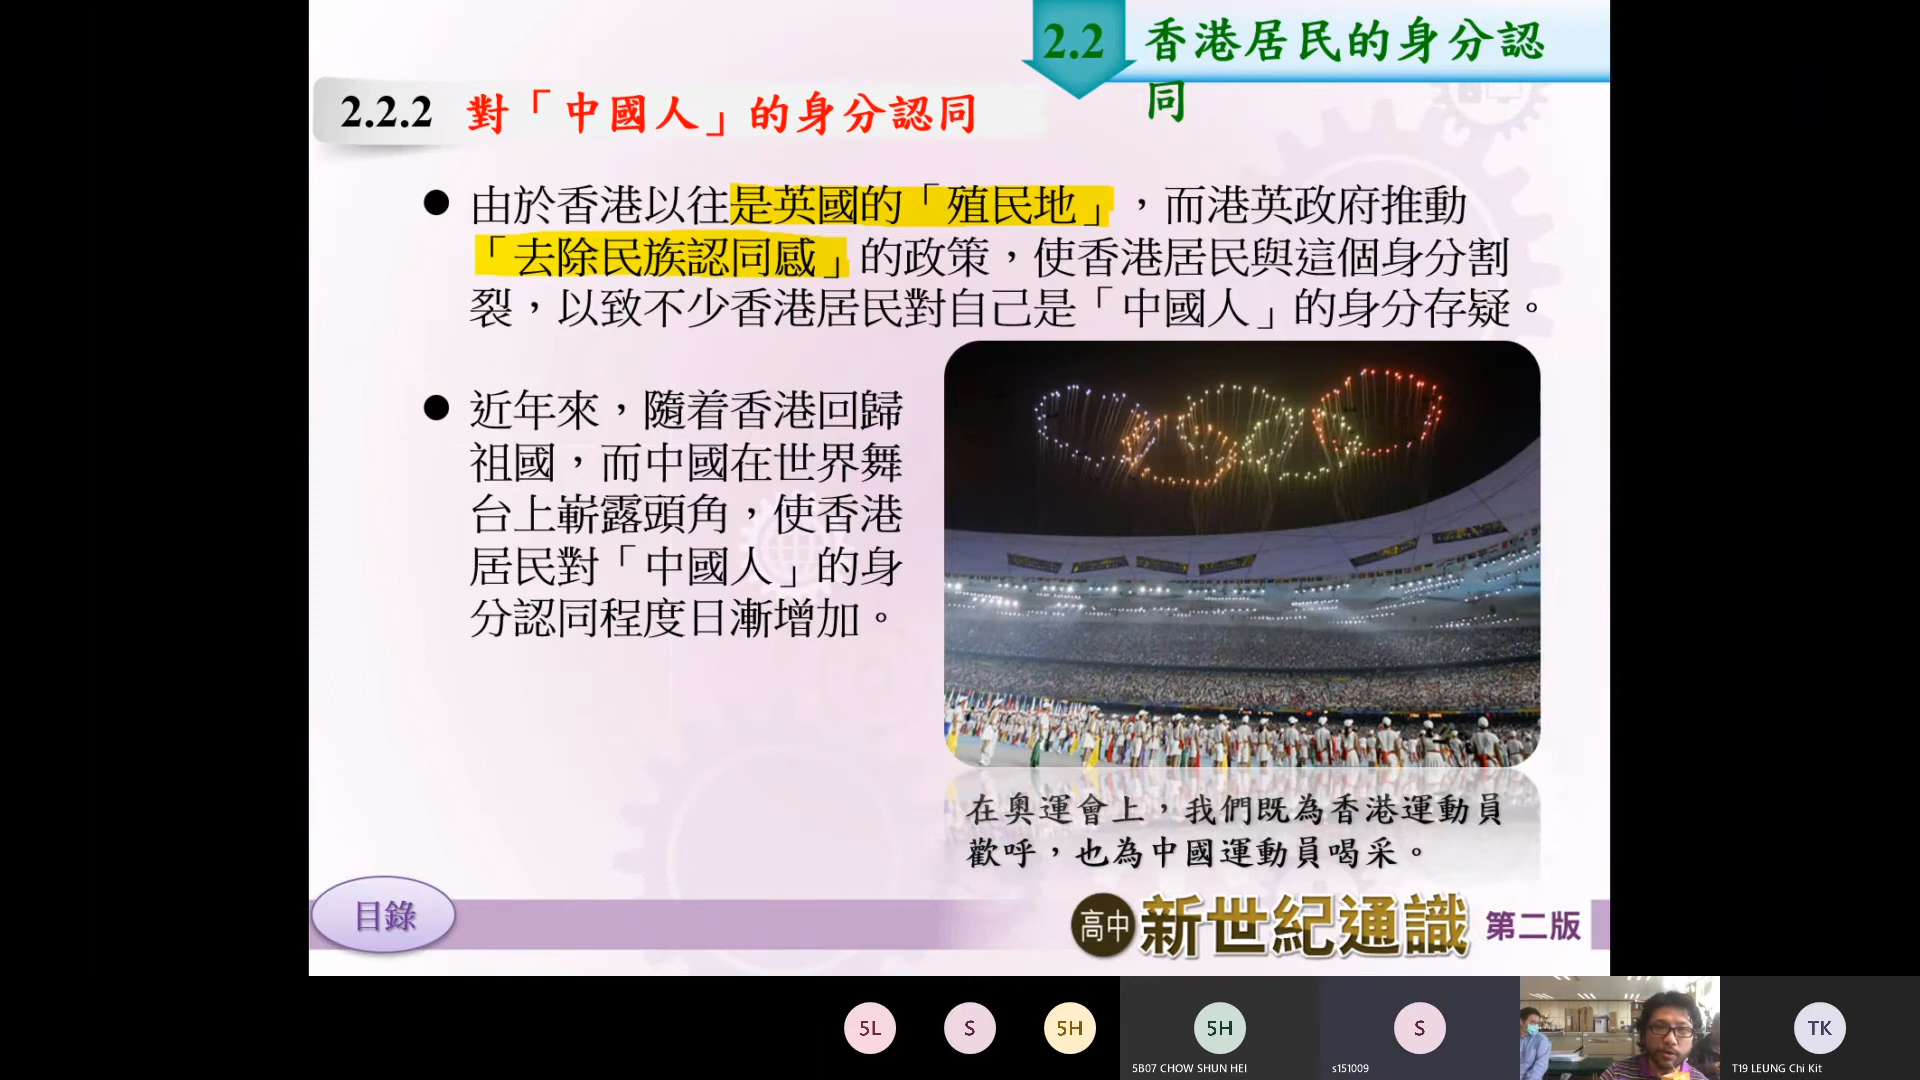 2.2 香港居民的身分認
同
2.2.2 對「中國人」的身分認同
● 由於香港以往是英國的「殖民地」，而港英政府推動
「去除民族認同感」的政策，使香港居民與這個身分割
裂，以致不少香港居民對自己是「中國人」的身分存疑。
● 近年來，隨着香港回歸
祖國，而中國在世界舞
台上嶄露頭角，使香港
居民對「中國人」的身
分認同程度日漸增加。
在奧運會上，我們既為香港運動員
歡呼，也為中國運動員喝采。
目錄
高中 新世紀通識 第二版
5L
S
5H
5H
5B07 CHOW SHUN HEI
S
s151009
TK
T19 LEUNG Chi Kit